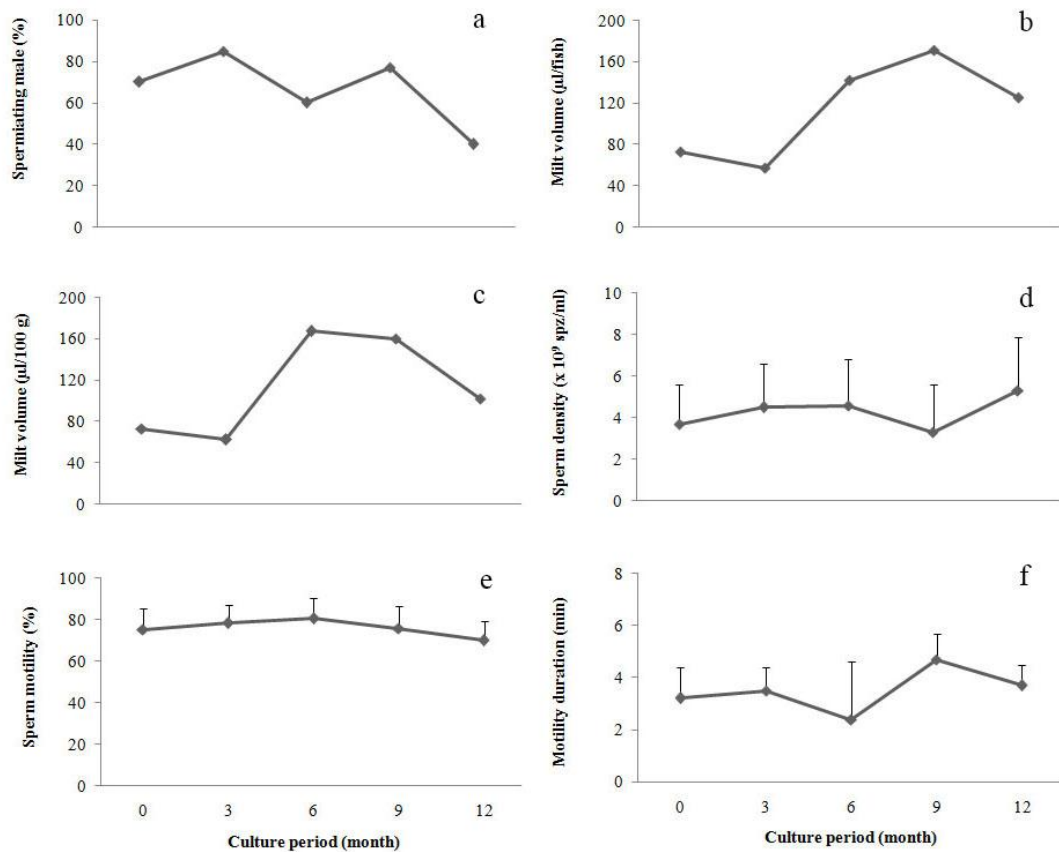 a
Spermiating male (%)
100
80
60
40
20
0
b
Milt volume (µl/fish)
200
160
120
80
40
0
c
Milt volume (µl/100 g)
200
160
120
80
40
0
d
Sperm density (x 10⁹ spz/ml)
10
8
6
4
2
0
e
Sperm motility (%)
100
80
60
40
20
0
0 3 6 9 12
Culture period (month)
f
Motility duration (min)
8
6
4
2
0
0 3 6 9 12
Culture period (month)